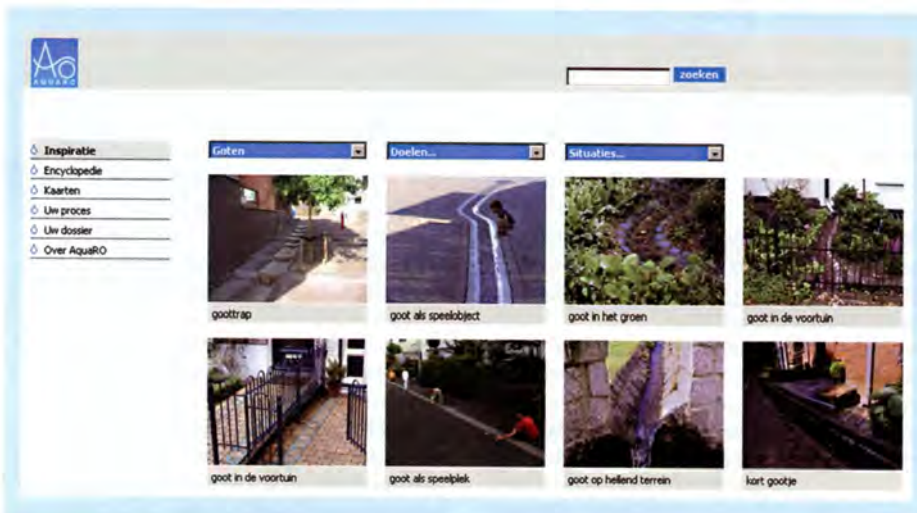 AO
AQUARO
zoeken
Inspiratie
Encyclopedie
Kaarten
Uw proces
Uw dossier
Over AquaRO
Goten
Doelen...
Situaties...
goottrap
goot als speelobject
goot in het groen
goot in de voortuin
goot in de voortuin
goot als speelplek
goot op hellend terrein
kort gootje